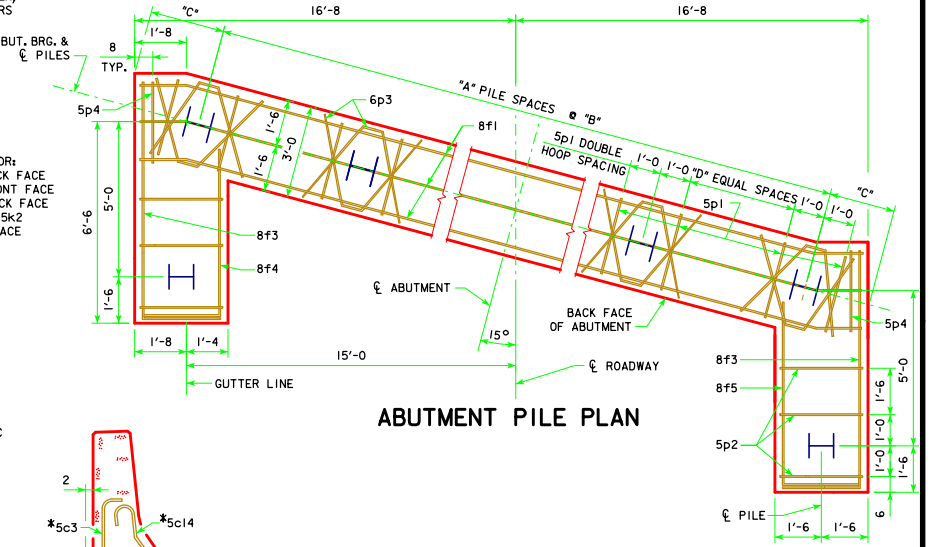 RS
16'-8
16'-8
"C"
1'-8
BUT. BRG. &
℄ PILES
8
TYP.
5p4
6p3
"A" PILE SPACES @ "B"
8f1
1'-6
1'-6
3'-0
5p1 DOUBLE
HOOP SPACING
1'-0
1'-0
"D" EQUAL SPACES
1'-0
1'-0
"C"
5p1
OR:
CK FACE
ONT FACE
CK FACE
5k2
ACE
6'-6
5'-0
1'-6
8f3
8f4
℄ ABUTMENT
BACK FACE
OF ABUTMENT
15°
5p4
1'-8
1'-4
15'-0
℄ ROADWAY
GUTTER LINE
8f3
8f5
5p2
1'-6
1'-0
1'-0
5'-0
1'-6
6
ABUTMENT PILE PLAN
℄ PILE
1'-6
1'-6
C
2
*5c3
*5c14